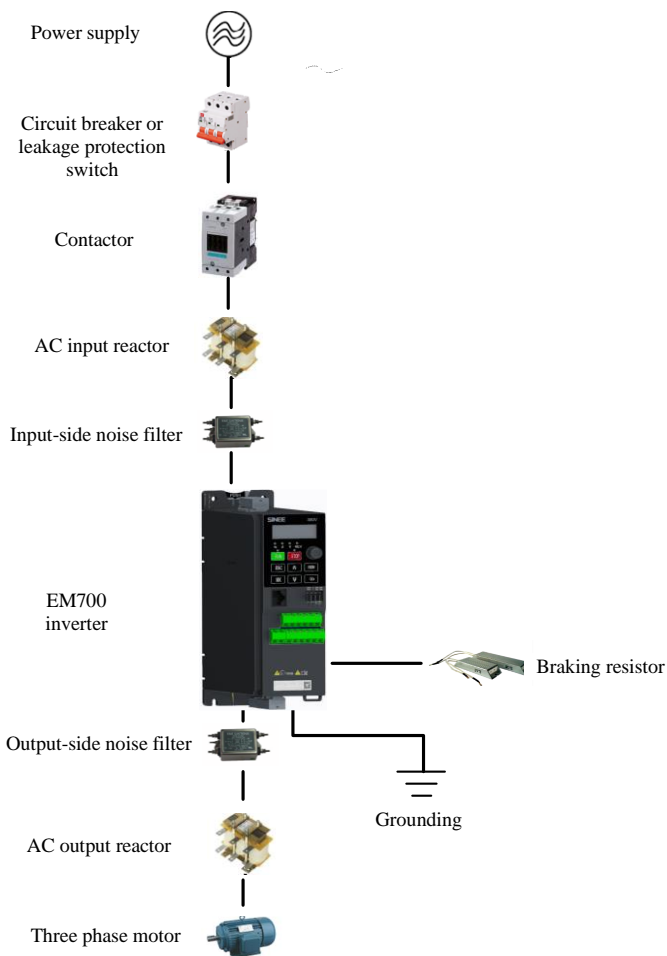 Power supply
Circuit breaker or
leakage protection
switch
Contactor
AC input reactor
Input-side noise filter
SINEE
EM700
inverter
Braking resistor
Output-side noise filter
Grounding
AC output reactor
Three phase motor